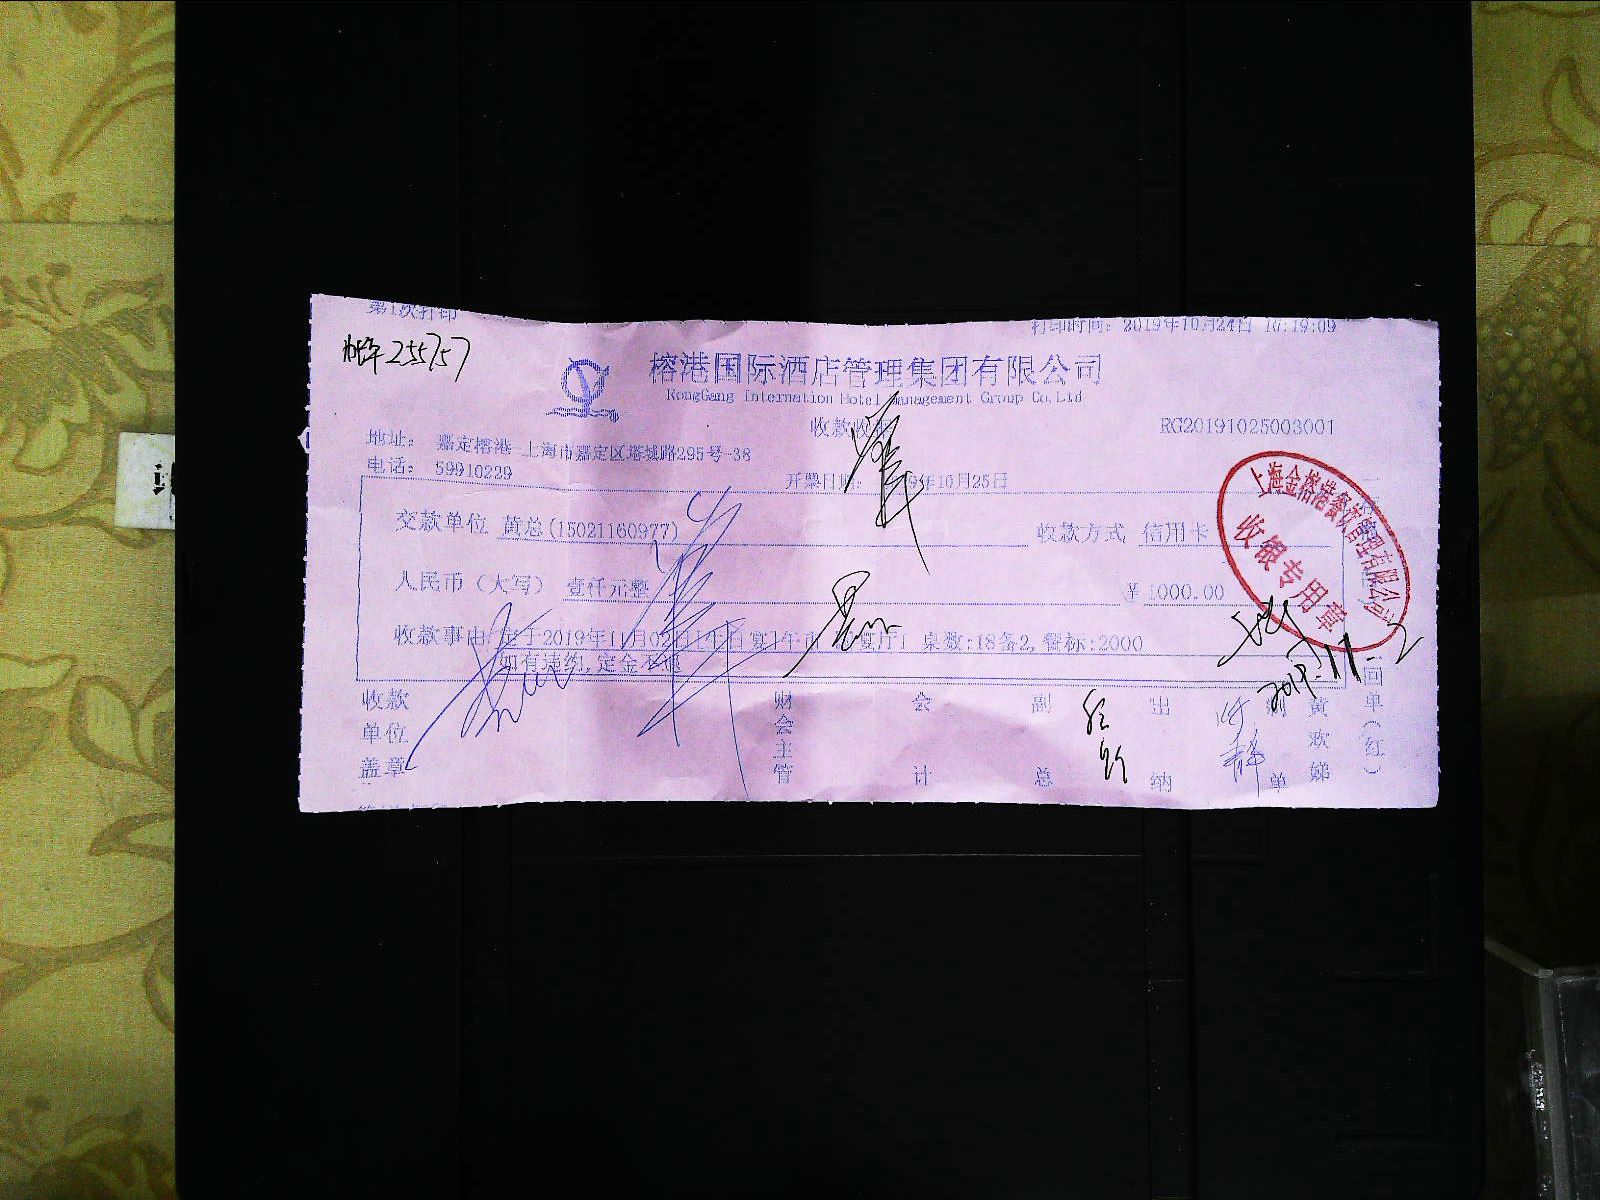 第1次打印
打印时间: 2019年10月24日 16:19:09
255757
榕港国际酒店管理集团有限公司
RongGang Internation Hotel Management Group Co,Ltd
收款收
RG20191025003001
地址: 嘉定榕港-上海市嘉定区塔城路295号-38
电话: 59910229
开票日期: 9年10月25日
上海金榕港餐饮管理有限公司
收银专用章
交款单位 黄总(15021160977)
收款方式 信用卡
人民币(大写) 壹仟元整
¥ 1000.00
收款事由 定于2019年11月02日 宴厅1 桌数:18备2, 餐标:2000
如有违约,定金不退
2019.11.2
收款单位盖章
财会主管
会计
副总
出纳
单
黄欢娣
回单(红)